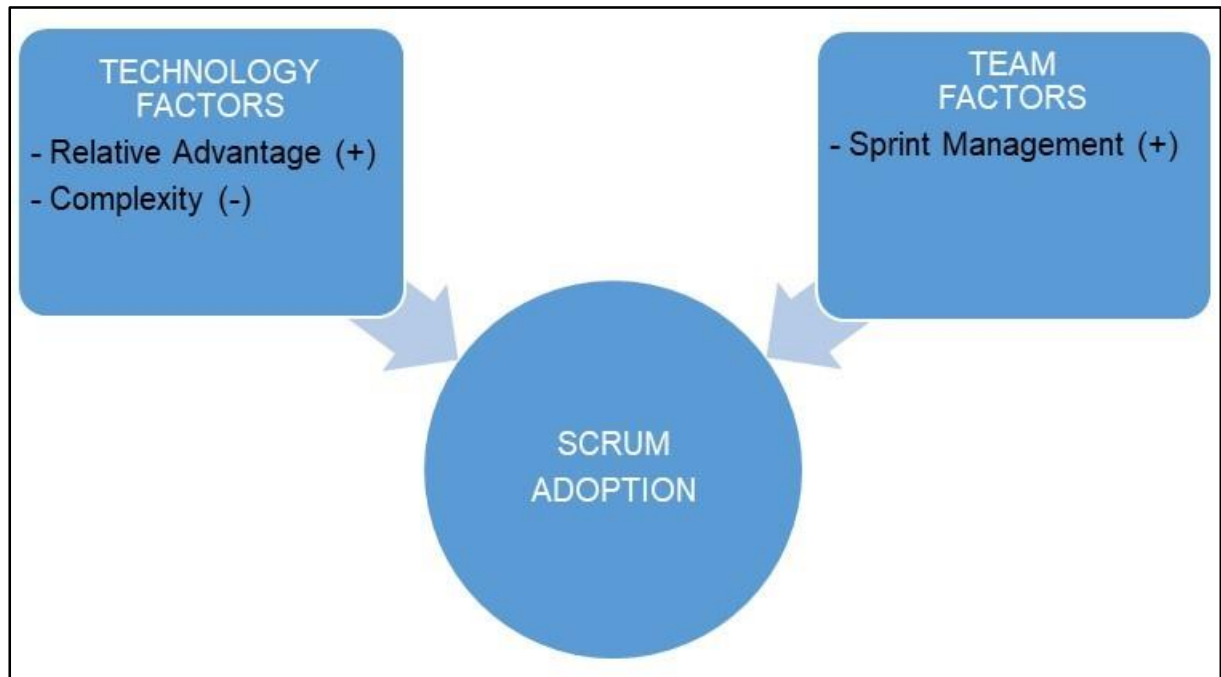 TECHNOLOGY
FACTORS
- Relative Advantage (+)
- Complexity (-)
TEAM
FACTORS
- Sprint Management (+)
SCRUM
ADOPTION